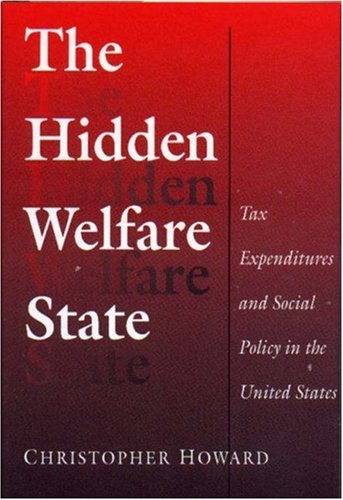 The
Hidden
Welfare
State
Tax
Expenditures
and Social
Policy in the
United States
CHRISTOPHER HOWARD